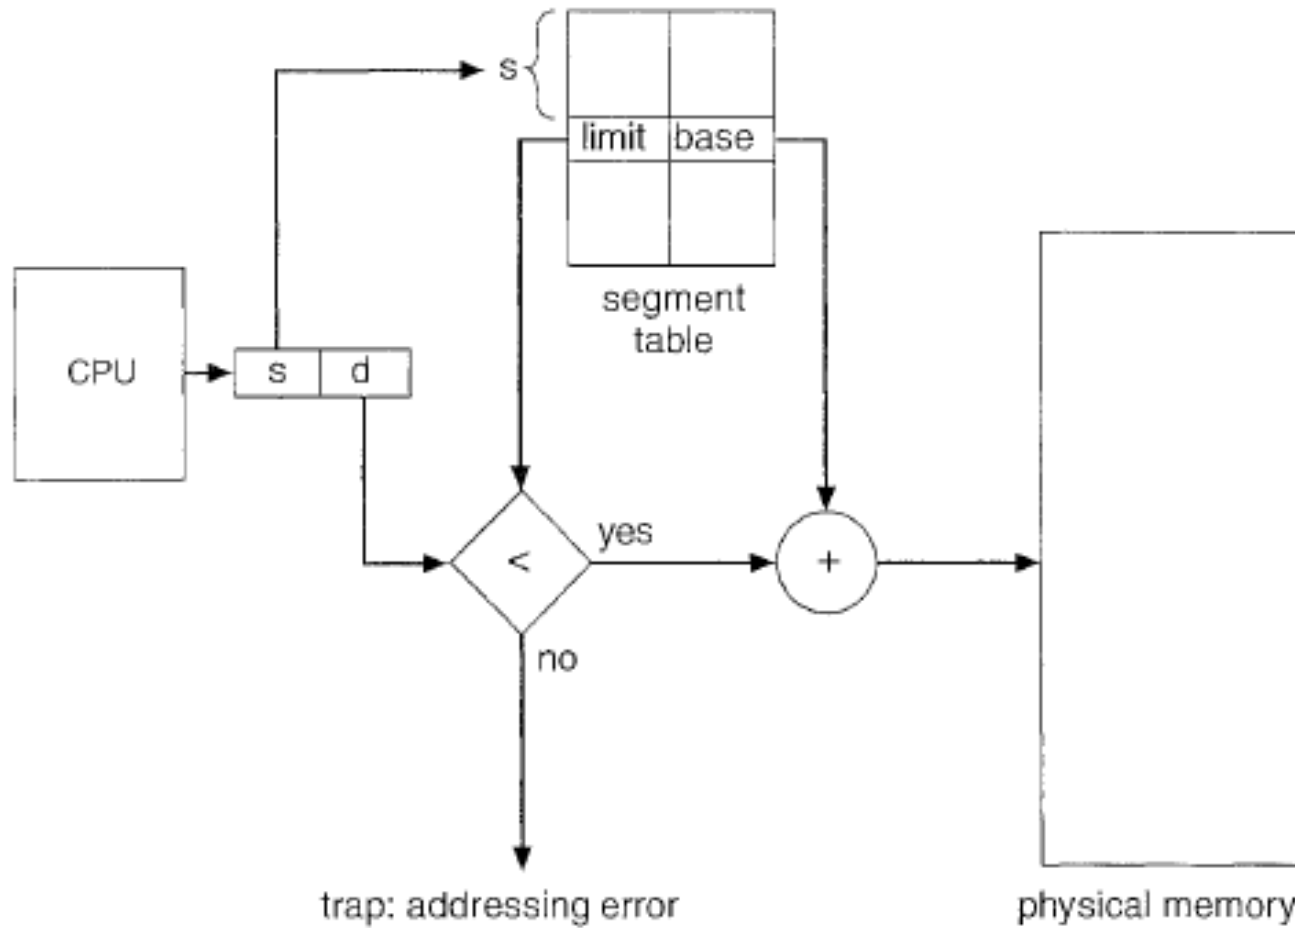 s
limit base
segment
table
CPU
s d
<
yes
+
no
trap: addressing error
physical memory